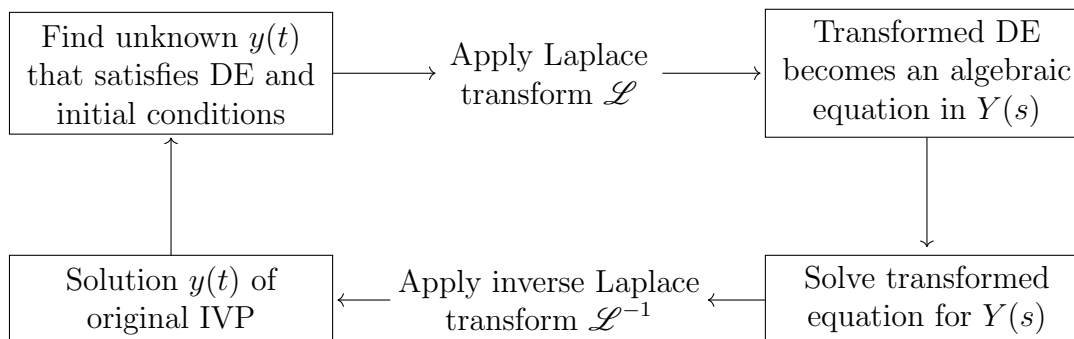 Find unknown y(t)
that satisfies DE and
initial conditions
Apply Laplace
transform ℒ
Transformed DE
becomes an algebraic
equation in Y(s)
Solution y(t) of
original IVP
Apply inverse Laplace
transform ℒ⁻¹
Solve transformed
equation for Y(s)